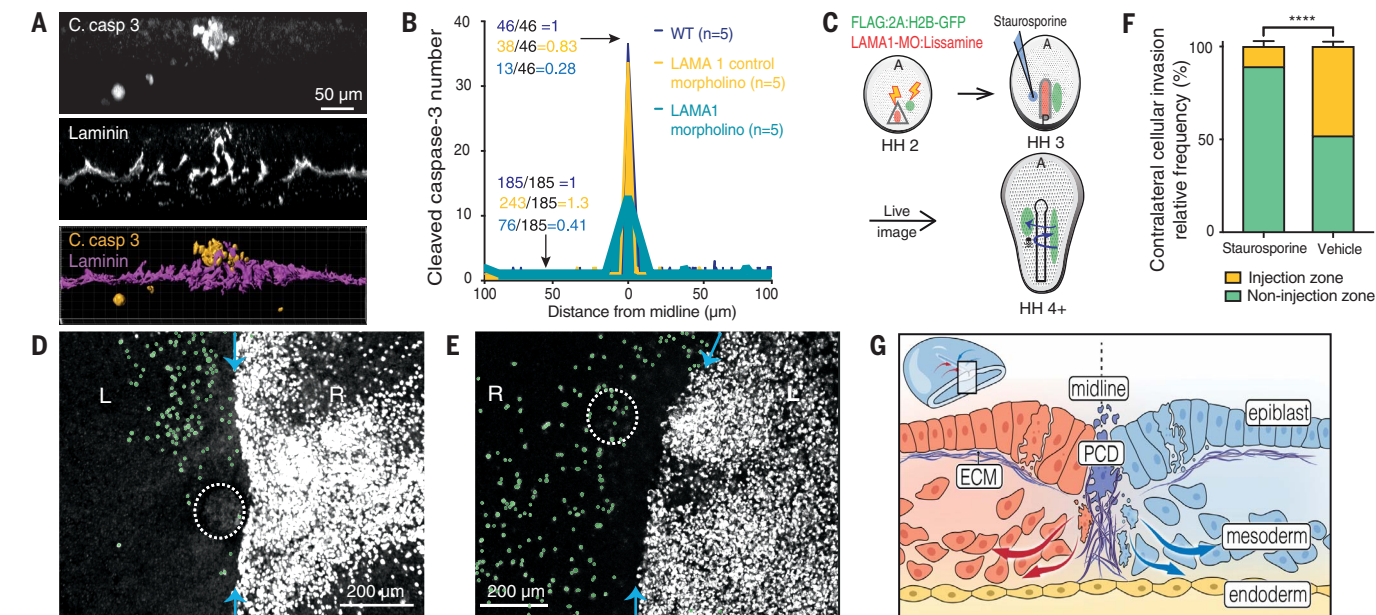 A
C. casp 3
50 µm
Laminin
C. casp 3
Laminin
B
Cleaved caspase-3 number
40
30
20
10
0
46/46 =1
38/46=0.83
13/46=0.28
185/185 =1
243/185=1.3
76/185=0.41
WT (n=5)
LAMA 1 control
morpholino (n=5)
LAMA1
morpholino (n=5)
100
50
0
50
100
Distance from midline (µm)
C
FLAG:2A:H2B-GFP
LAMA1-MO:Lissamine
Staurosporine
A
HH 2
A
P
HH 3
Live
image
A
HH 4+
F
****
Contralateral cellular invasion
relative frequency (%)
100
50
0
Staurosporine
Vehicle
Injection zone
Non-injection zone
D
L
R
200 µm
E
R
L
200 µm
G
midline
epiblast
PCD
ECM
mesoderm
endoderm